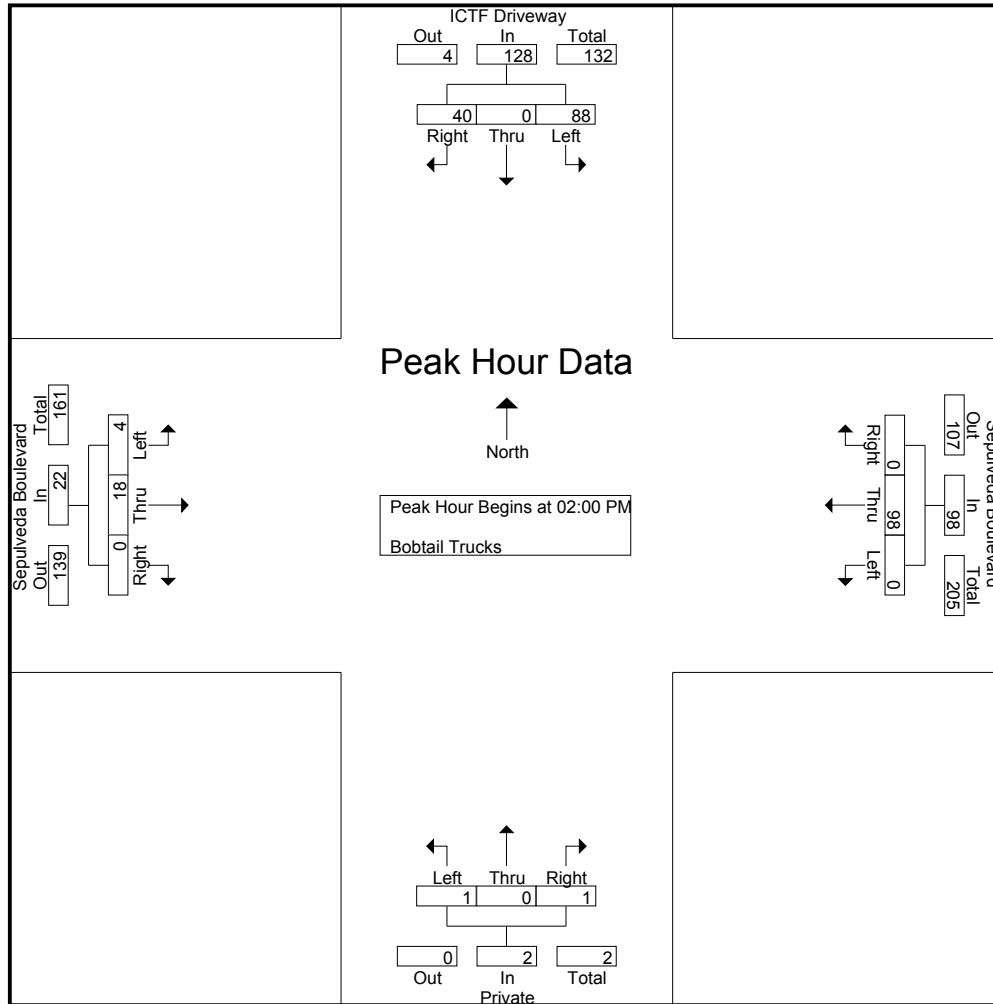 ICTF Driveway
Out In Total
4 128 132
40 0 88
Right Thru Left
Peak Hour Data
North
Peak Hour Begins at 02:00 PM
Bobtail Trucks
Sepulveda Boulevard
Total In Out
161 22 139
4 18 0
Left Thru Right
Sepulveda Boulevard
Out In Total
107 98 205
0 98 0
Right Thru Left
Left Thru Right
1 0 1
0 2 2
Out In Total
Private